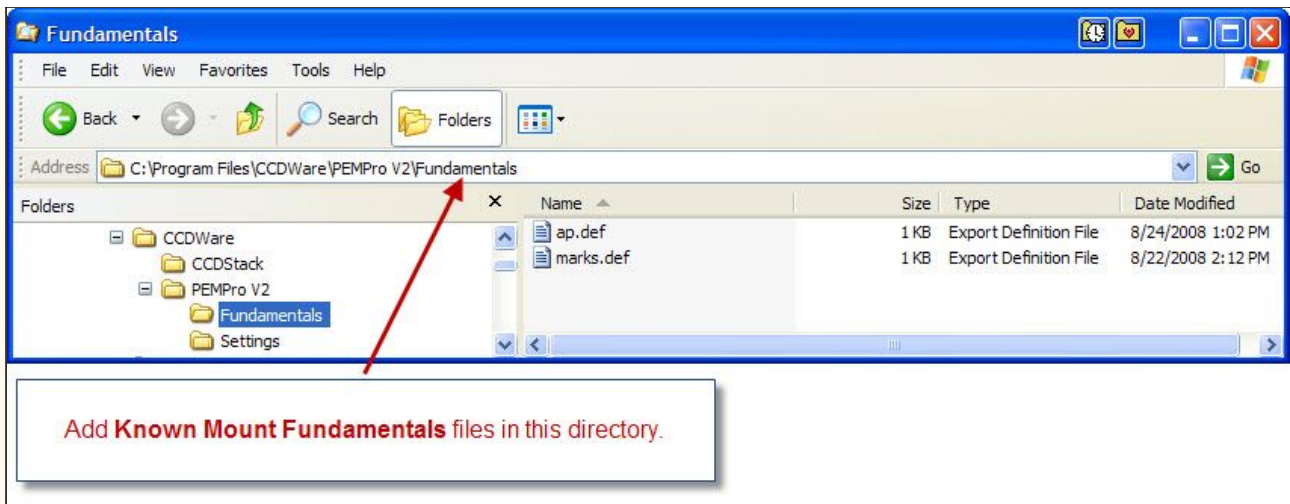 Fundamentals
File Edit View Favorites Tools Help
Back Search Folders
Address C:\Program Files\CCDWare\PEMPro V2\Fundamentals Go
Folders Name Size Type Date Modified
CCDWare ap.def 1 KB Export Definition File 8/24/2008 1:02 PM
CCDStack marks.def 1 KB Export Definition File 8/22/2008 2:12 PM
PEMPro V2
Fundamentals
Settings
Add Known Mount Fundamentals files in this directory.